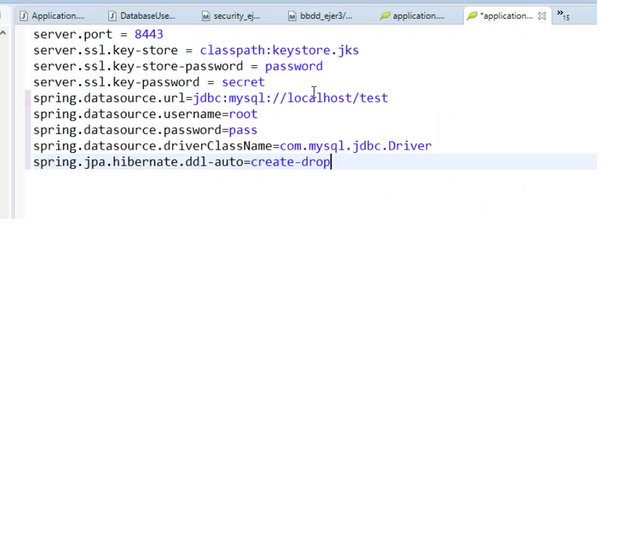 Application.... DatabaseUse... security_ej... bbdd_ejer3/... application.... *application... »15
server.port = 8443
server.ssl.key-store = classpath:keystore.jks
server.ssl.key-store-password = password
server.ssl.key-password = secret
spring.datasource.url=jdbc:mysql://localhost/test
spring.datasource.username=root
spring.datasource.password=pass
spring.datasource.driverClassName=com.mysql.jdbc.Driver
spring.jpa.hibernate.ddl-auto=create-drop